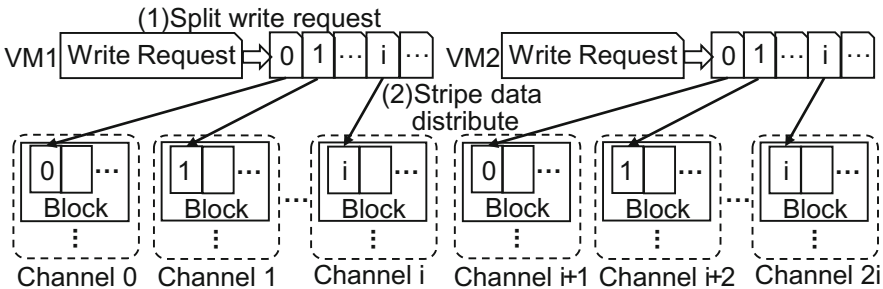 (1)Split write request
VM1 Write Request 0 1 ... i ... VM2 Write Request 0 1 ... i ...
(2)Stripe data
distribute
0 ... 1 ... i ... 0 ... 1 ... i ...
Block Block ... Block Block Block ... Block
⋮ ⋮ ⋮ ⋮ ⋮ ⋮
Channel 0 Channel 1 Channel i Channel i+1 Channel i+2 Channel 2i